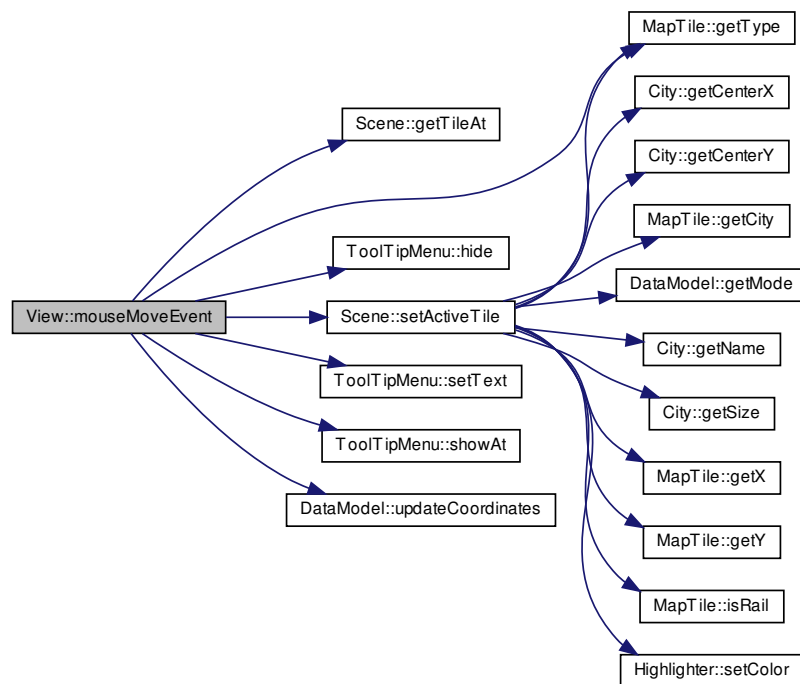 MapTile::getType
City::getCenterX
Scene::getTileAt
City::getCenterY
MapTile::getCity
ToolTipMenu::hide
DataModel::getMode
View::mouseMoveEvent
Scene::setActiveTile
City::getName
ToolTipMenu::setText
City::getSize
ToolTipMenu::showAt
MapTile::getX
DataModel::updateCoordinates
MapTile::getY
MapTile::isRail
Highlighter::setColor